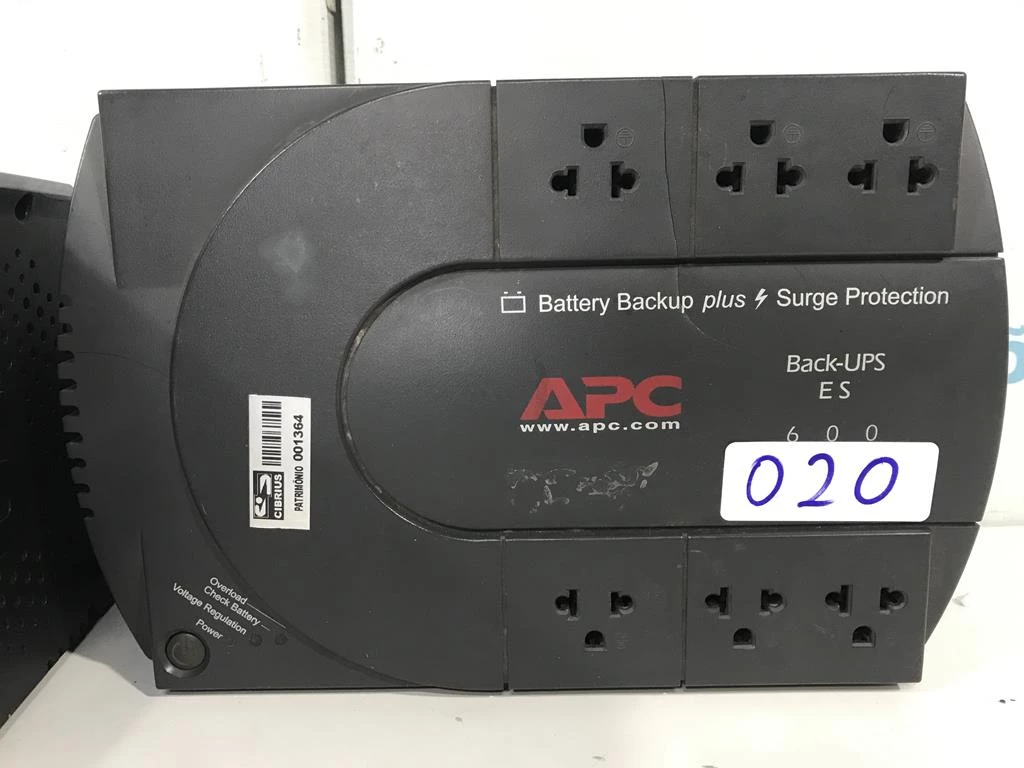 Battery Backup plus Surge Protection
APC
www.apc.com
Back-UPS
ES
600
020
CIBRIUS
PATRIMÔNIO 001364
Overload
Check Battery
Voltage Regulation
Power